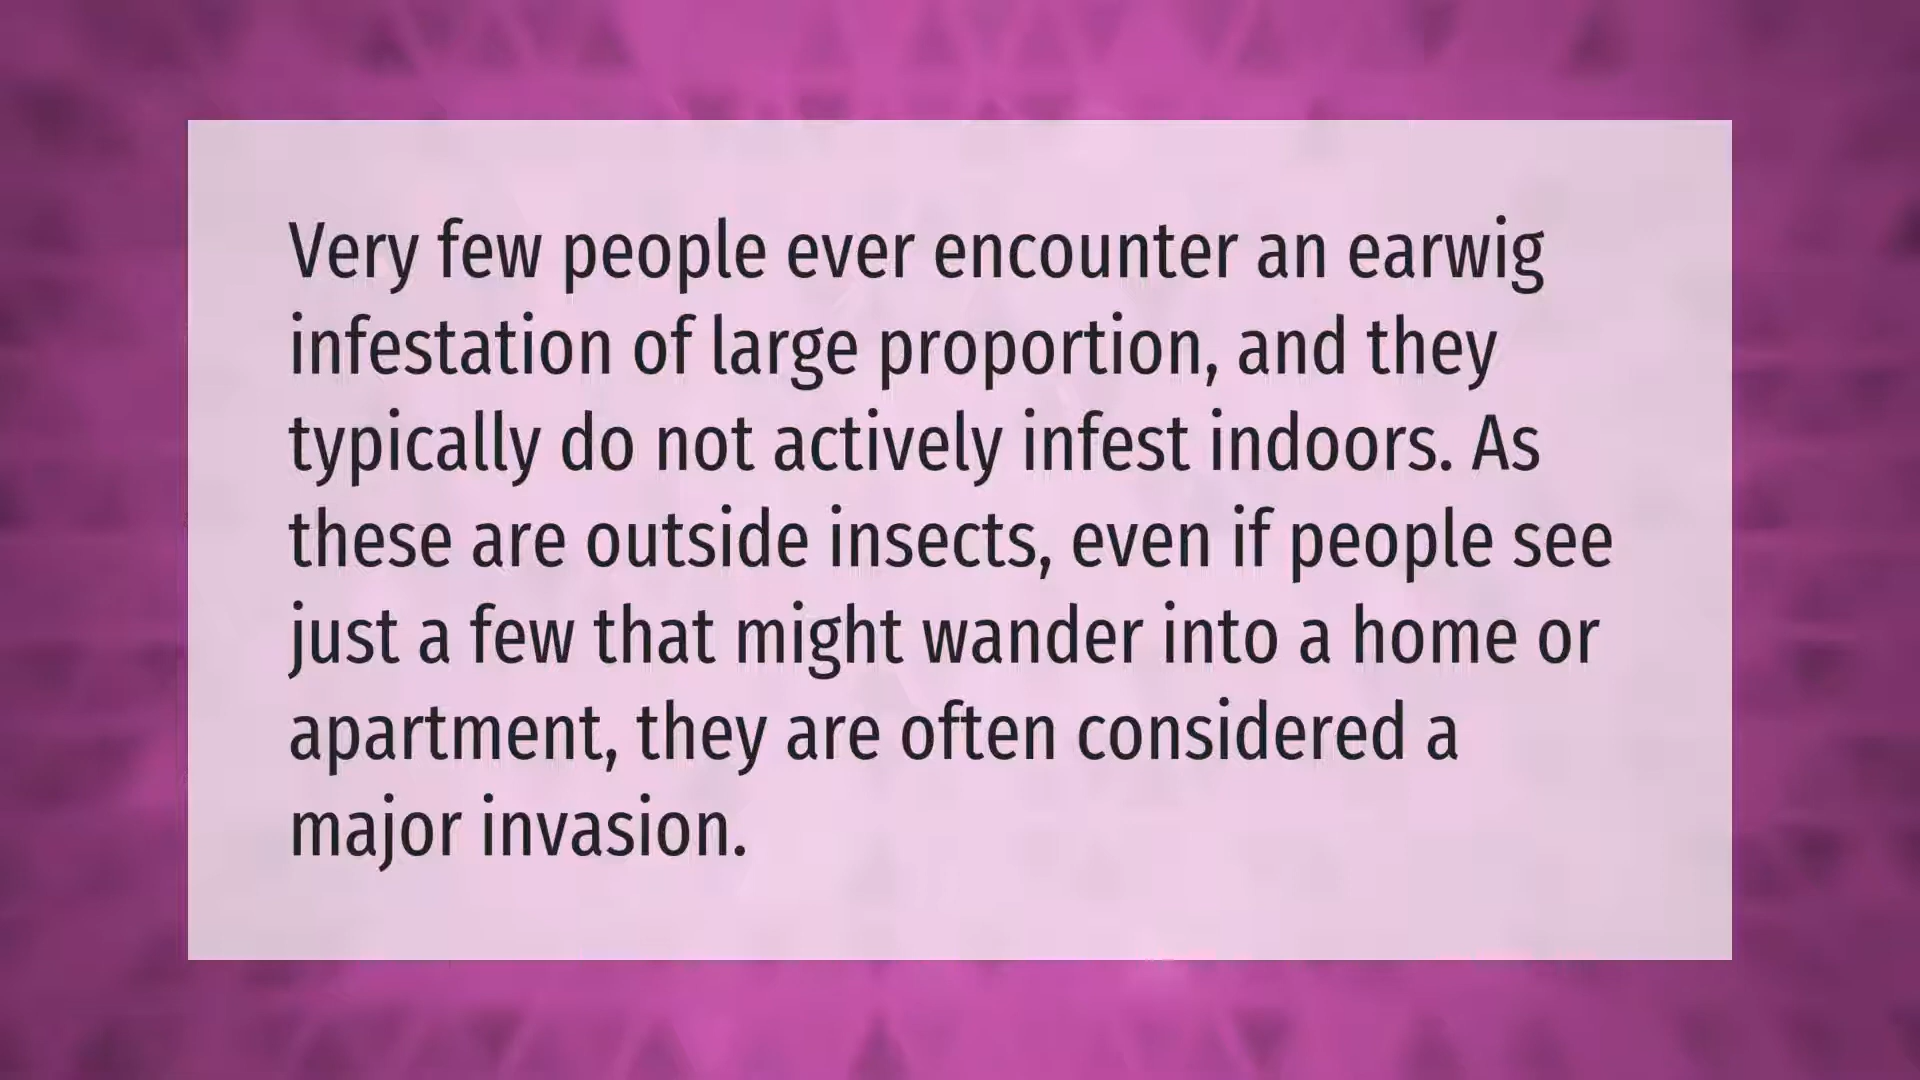 Very few people ever encounter an earwig
infestation of large proportion, and they
typically do not actively infest indoors. As
these are outside insects, even if people see
just a few that might wander into a home or
apartment, they are often considered a
major invasion.